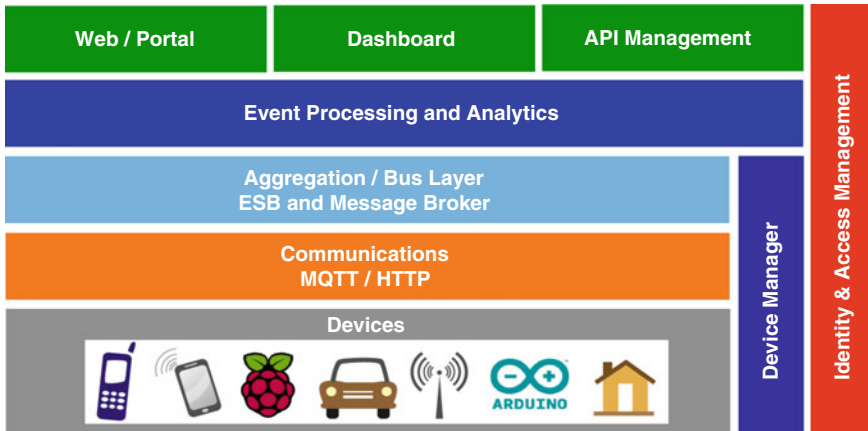 Web / Portal
Dashboard
API Management
Event Processing and Analytics
Aggregation / Bus Layer
ESB and Message Broker
Communications
MQTT / HTTP
Devices
ARDUINO
Device Manager
Identity & Access Management